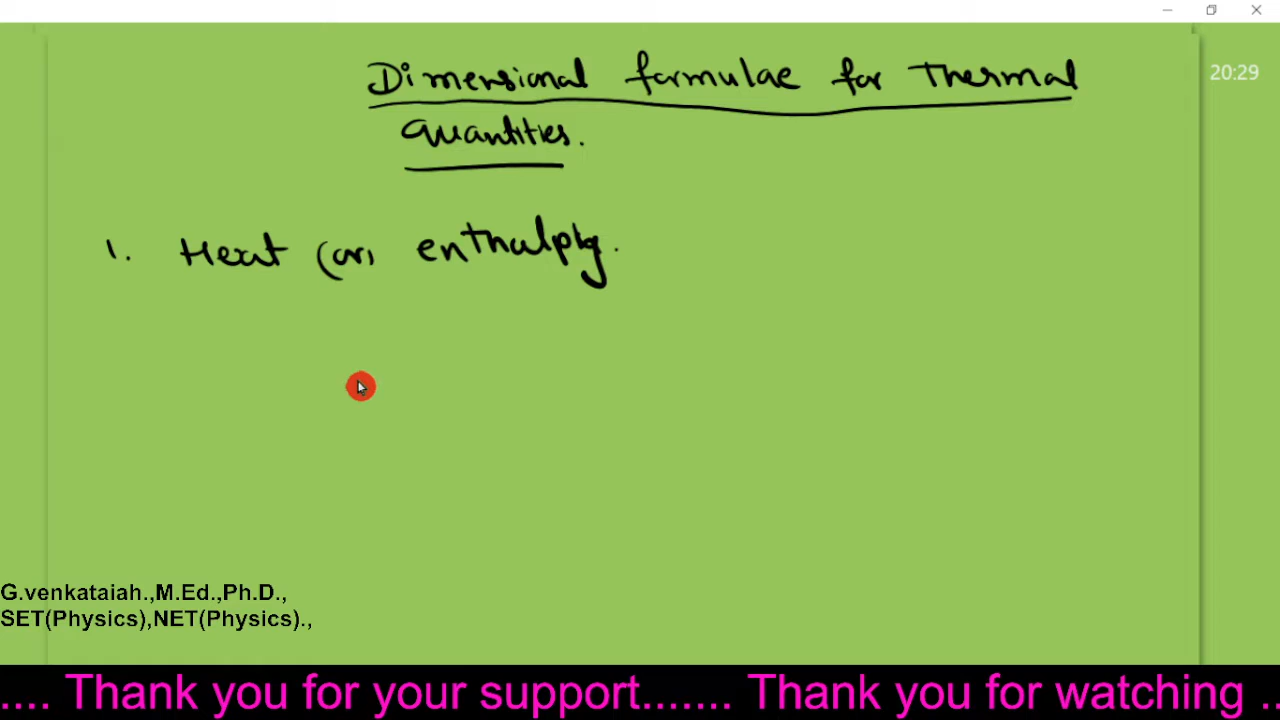 Dimensional formulae for Thermal
20:29
quantities.
1. Heat (or) enthalpy.
G.venkataiah.,M.Ed.,Ph.D.,
SET(Physics),NET(Physics).,
.... Thank you for your support....... Thank you for watching ..